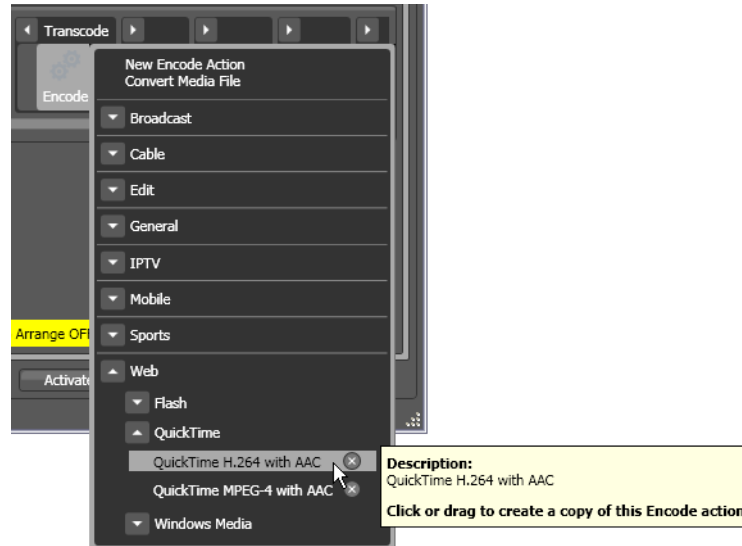 Transcode
Encode
New Encode Action
Convert Media File
Broadcast
Cable
Edit
General
IPTV
Mobile
Arrange OF
Sports
Web
Activat
Flash
QuickTime
QuickTime H.264 with AAC
Description:
QuickTime H.264 with AAC
QuickTime MPEG-4 with AAC
Click or drag to create a copy of this Encode action
Windows Media